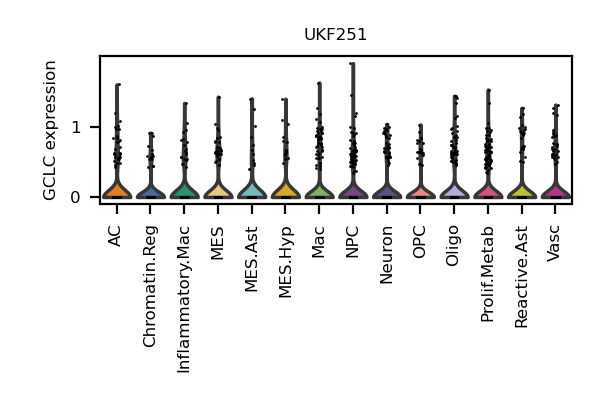 UKF251
GCLC expression
1
0
AC
Chromatin.Reg
Inflammatory.Mac
MES
MES.Ast
MES.Hyp
Mac
NPC
Neuron
OPC
Oligo
Prolif.Metab
Reactive.Ast
Vasc